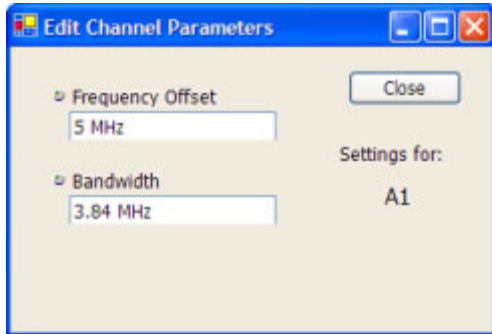 Edit Channel Parameters
Frequency Offset
5 MHz
Bandwidth
3.84 MHz
Close
Settings for:
A1